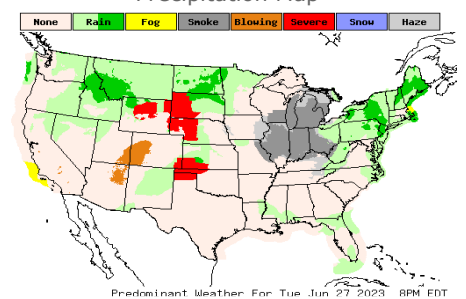 Precipitation Map
None Rain Fog Smoke Blowing Severe Snow Haze
Predominant Weather For Tue Jun 27 2023 8PM EDT